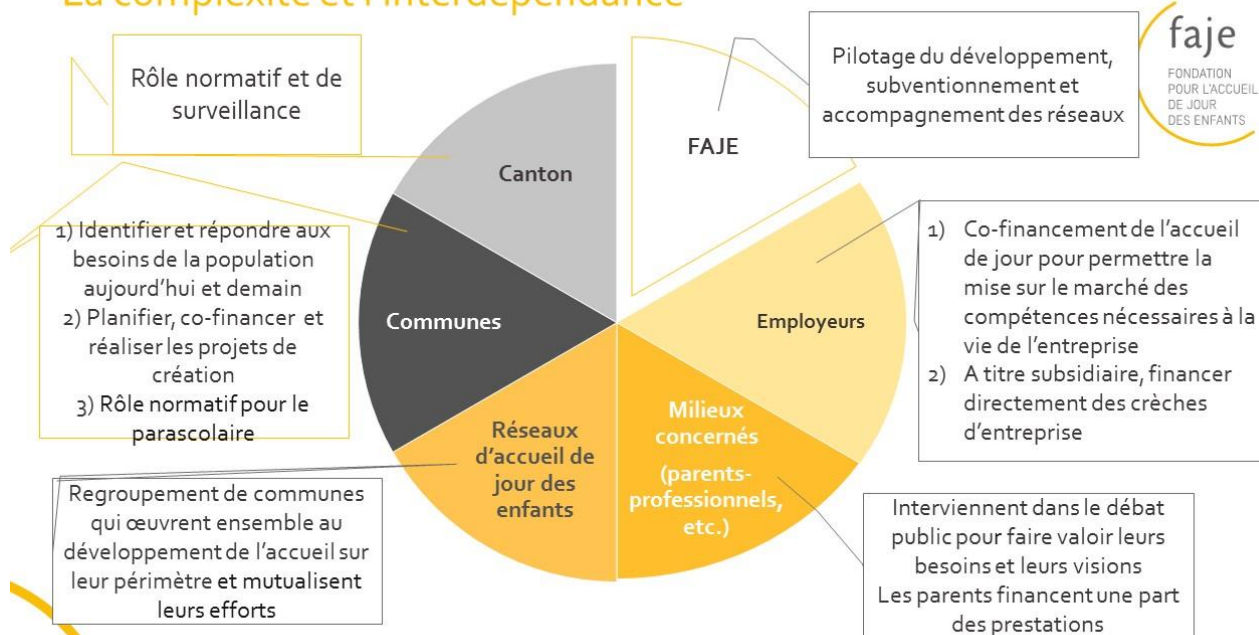 La complexité et l'interdépendance
faje
FONDATION
POUR L'ACCUEIL
DE JOUR
DES ENFANTS
Rôle normatif et de
surveillance
Pilotage du développement,
subventionnement et
accompagnement des réseaux
FAJE
Canton
1) Identifier et répondre aux
besoins de la population
aujourd'hui et demain
2) Planifier, co-financer et
réaliser les projets de
création
3) Rôle normatif pour le
parascolaire
Communes
Employeurs
1) Co-financement de l'accueil
de jour pour permettre la
mise sur le marché des
compétences nécessaires à la
vie de l'entreprise
2) A titre subsidiaire, financer
directement des crèches
d'entreprise
Réseaux
d'accueil de
jour des
enfants
Milieux
concernés
(parents-
professionnels,
etc.)
Regroupement de communes
qui œuvrent ensemble au
développement de l'accueil sur
leur périmètre et mutualisent
leurs efforts
Interviennent dans le débat
public pour faire valoir leurs
besoins et leurs visions
Les parents financent une part
des prestations